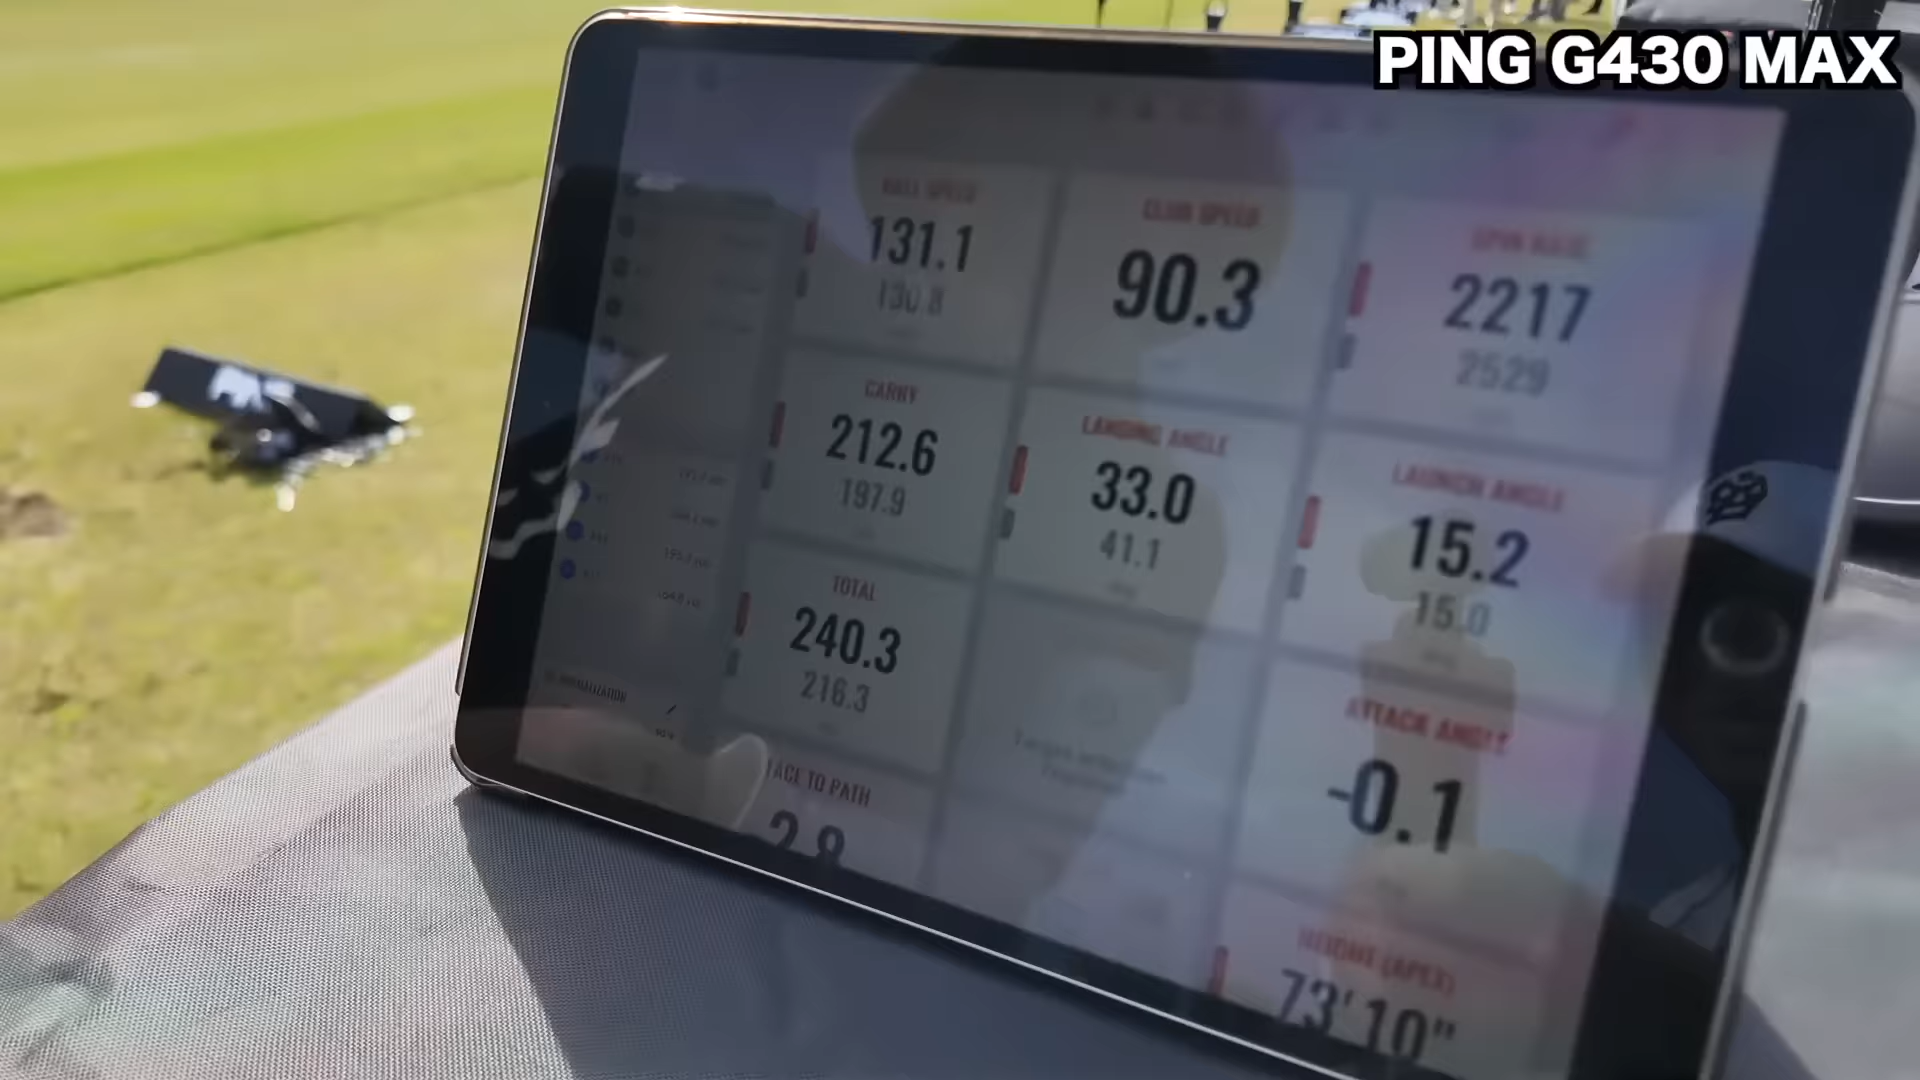 PING G430 MAX
BALL SPEED
131.1
130.8
CLUB SPEED
90.3
SPIN RATE
2217
2529
CARRY
212.6
197.9
LANDING ANGLE
33.0
41.1
LAUNCH ANGLE
15.2
15.0
TOTAL
240.3
216.3
ATTACK ANGLE
-0.1
FACE TO PATH
2.8
HEIGHT (APEX)
73'10"